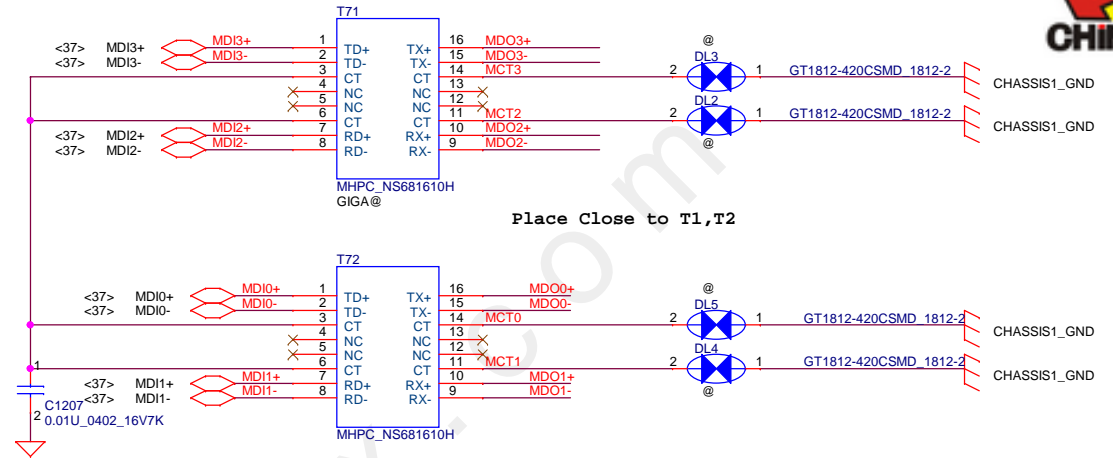 T71
<37> MDI3+ MDI3+ 1 TD+ TX+ 16 MDO3+
<37> MDI3- MDI3- 2 TD- TX- 15 MDO3-
3 CT CT 14 MCT3 2 DL3 @ 1 GT1812-420CSMD_1812-2 CHASSIS1_GND
4 NC NC 13
5 NC NC 12
6 CT CT 11 MCT2 2 DL2 @ 1 GT1812-420CSMD_1812-2 CHASSIS1_GND
<37> MDI2+ MDI2+ 7 RD+ RX+ 10 MDO2+
<37> MDI2- MDI2- 8 RD- RX- 9 MDO2-
MHPC_NS681610H
GIGA@
Place Close to T1,T2
T72
<37> MDI0+ MDI0+ 1 TD+ TX+ 16 MDO0+
<37> MDI0- MDI0- 2 TD- TX- 15 MDO0-
3 CT CT 14 MCT0 2 DL5 @ 1 GT1812-420CSMD_1812-2 CHASSIS1_GND
4 NC NC 13
5 NC NC 12
6 CT CT 11 MCT1 2 DL4 @ 1 GT1812-420CSMD_1812-2 CHASSIS1_GND
<37> MDI1+ MDI1+ 7 RD+ RX+ 10 MDO1+
<37> MDI1- MDI1- 8 RD- RX- 9 MDO1-
MHPC_NS681610H
1
C1207
2 0.01U_0402_16V7K